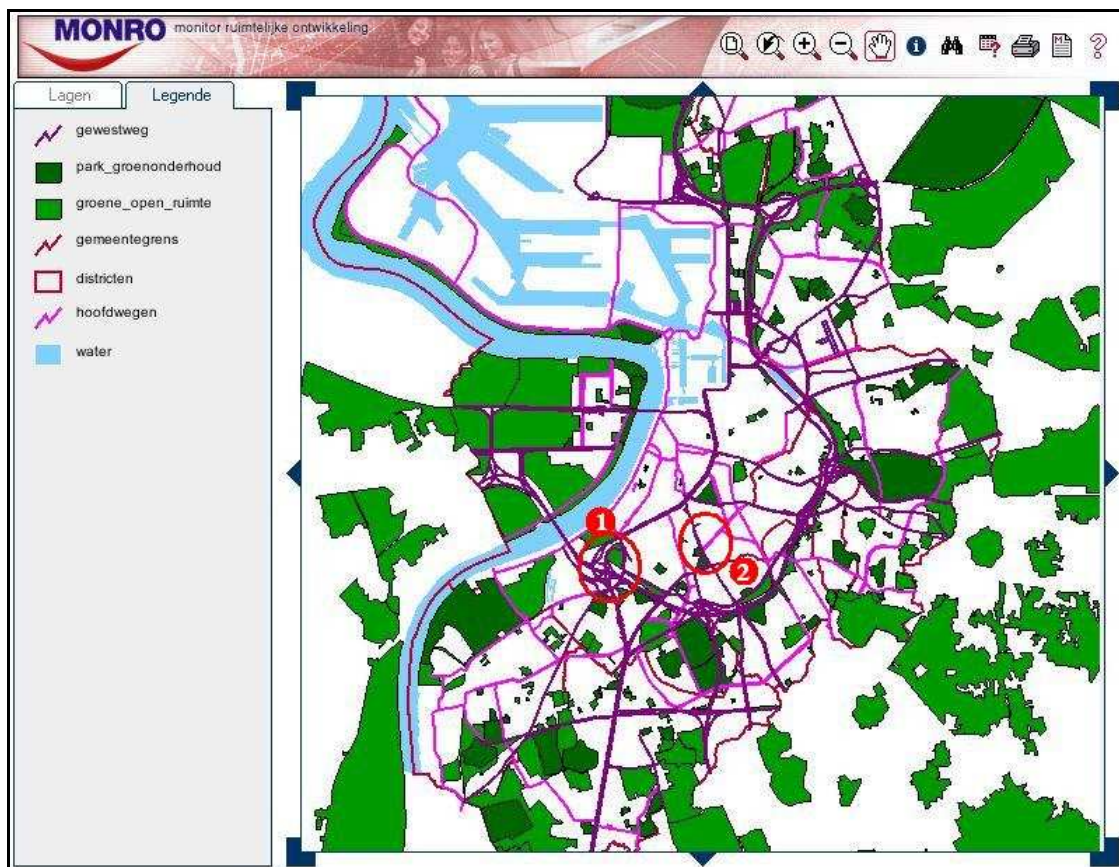 MONRO monitor ruimtelijke ontwikkeling
Lagen Legende
gewestweg
park_groenonderhoud
groene_open_ruimte
gemeentegrens
districten
hoofdwegen
water
1
2